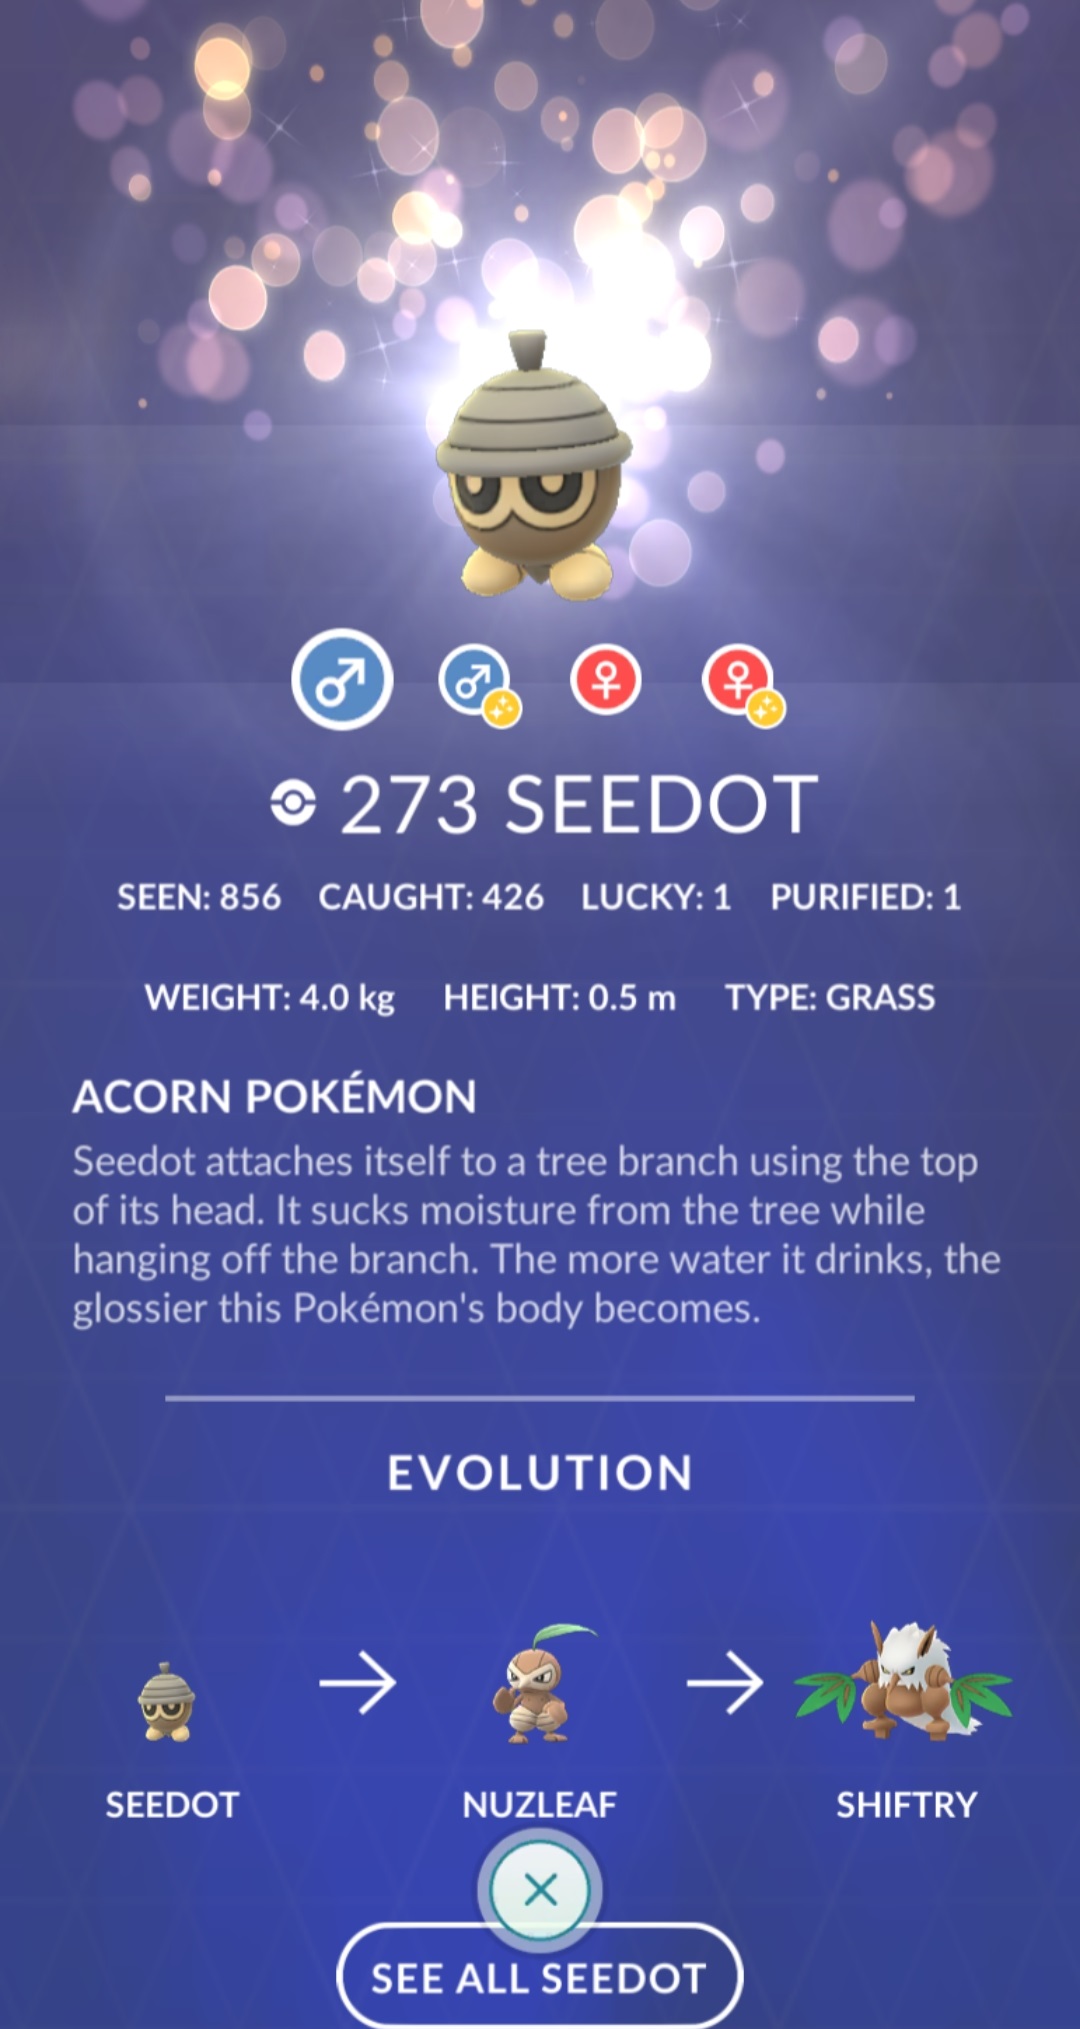 273 SEEDOT
SEEN: 856 CAUGHT: 426 LUCKY: 1 PURIFIED: 1
WEIGHT: 4.0 kg HEIGHT: 0.5 m TYPE: GRASS
ACORN POKÉMON
Seedot attaches itself to a tree branch using the top
of its head. It sucks moisture from the tree while
hanging off the branch. The more water it drinks, the
glossier this Pokémon's body becomes.
EVOLUTION
SEEDOT NUZLEAF SHIFTRY
SEE ALL SEEDOT